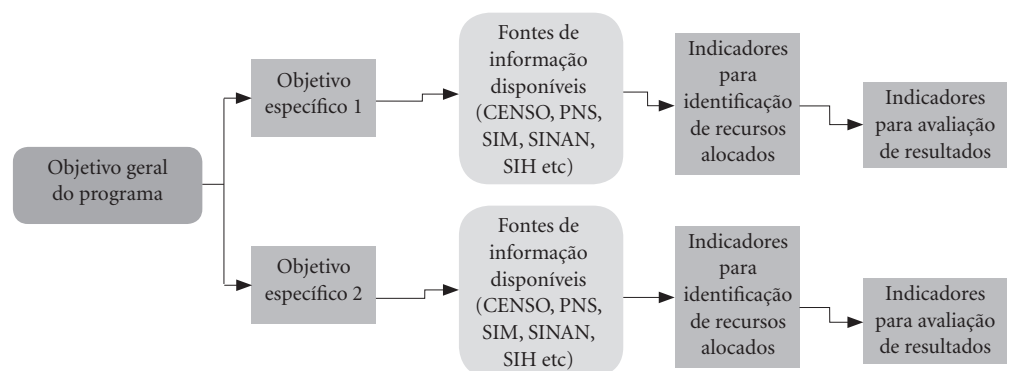 Objetivo geral
do programa
Objetivo
específico 1
Fontes de
informação
disponíveis
(CENSO, PNS,
SIM, SINAN,
SIH etc)
Indicadores
para
identificação
de recursos
alocados
Indicadores
para avaliação
de resultados
Objetivo
específico 2
Fontes de
informação
disponíveis
(CENSO, PNS,
SIM, SINAN,
SIH etc)
Indicadores
para
identificação
de recursos
alocados
Indicadores
para avaliação
de resultados